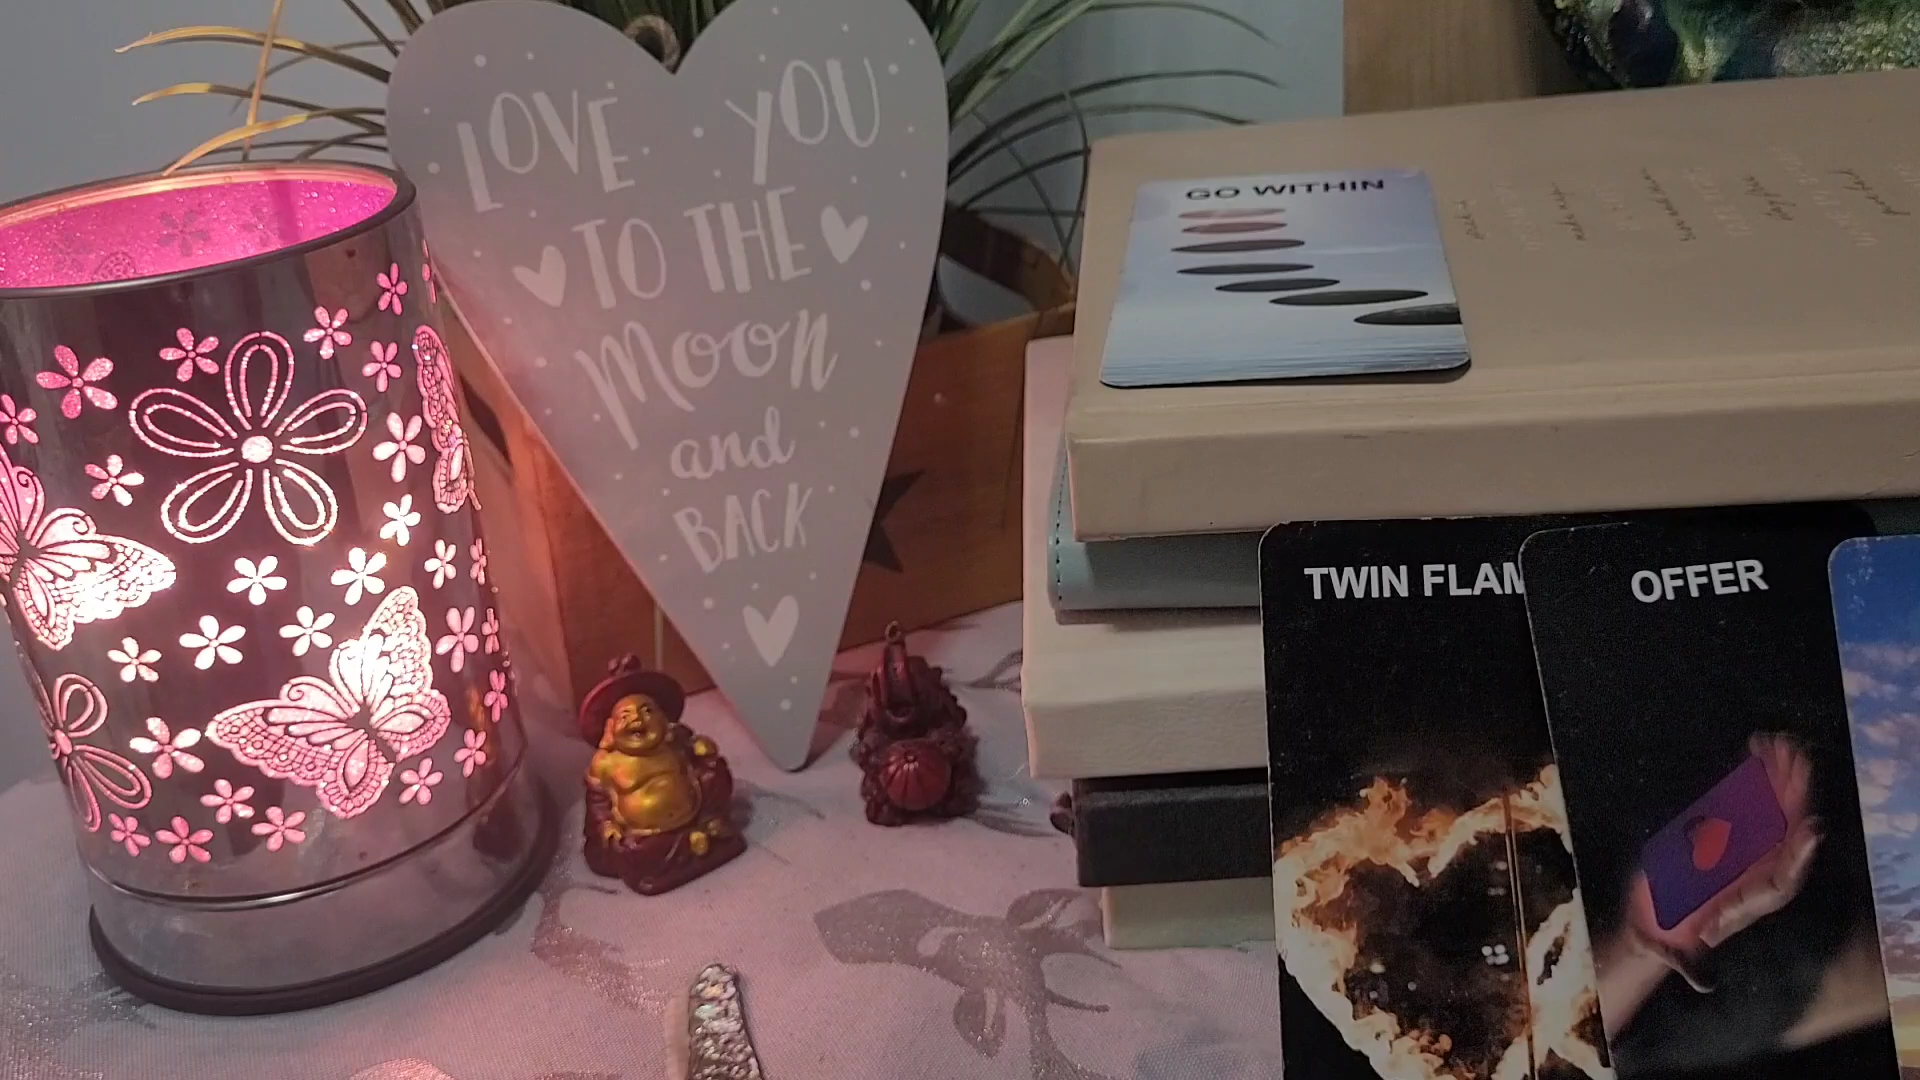 LOVE YOU
TO THE
Moon
and
BACK
GO WITHIN
TWIN FLAM
OFFER